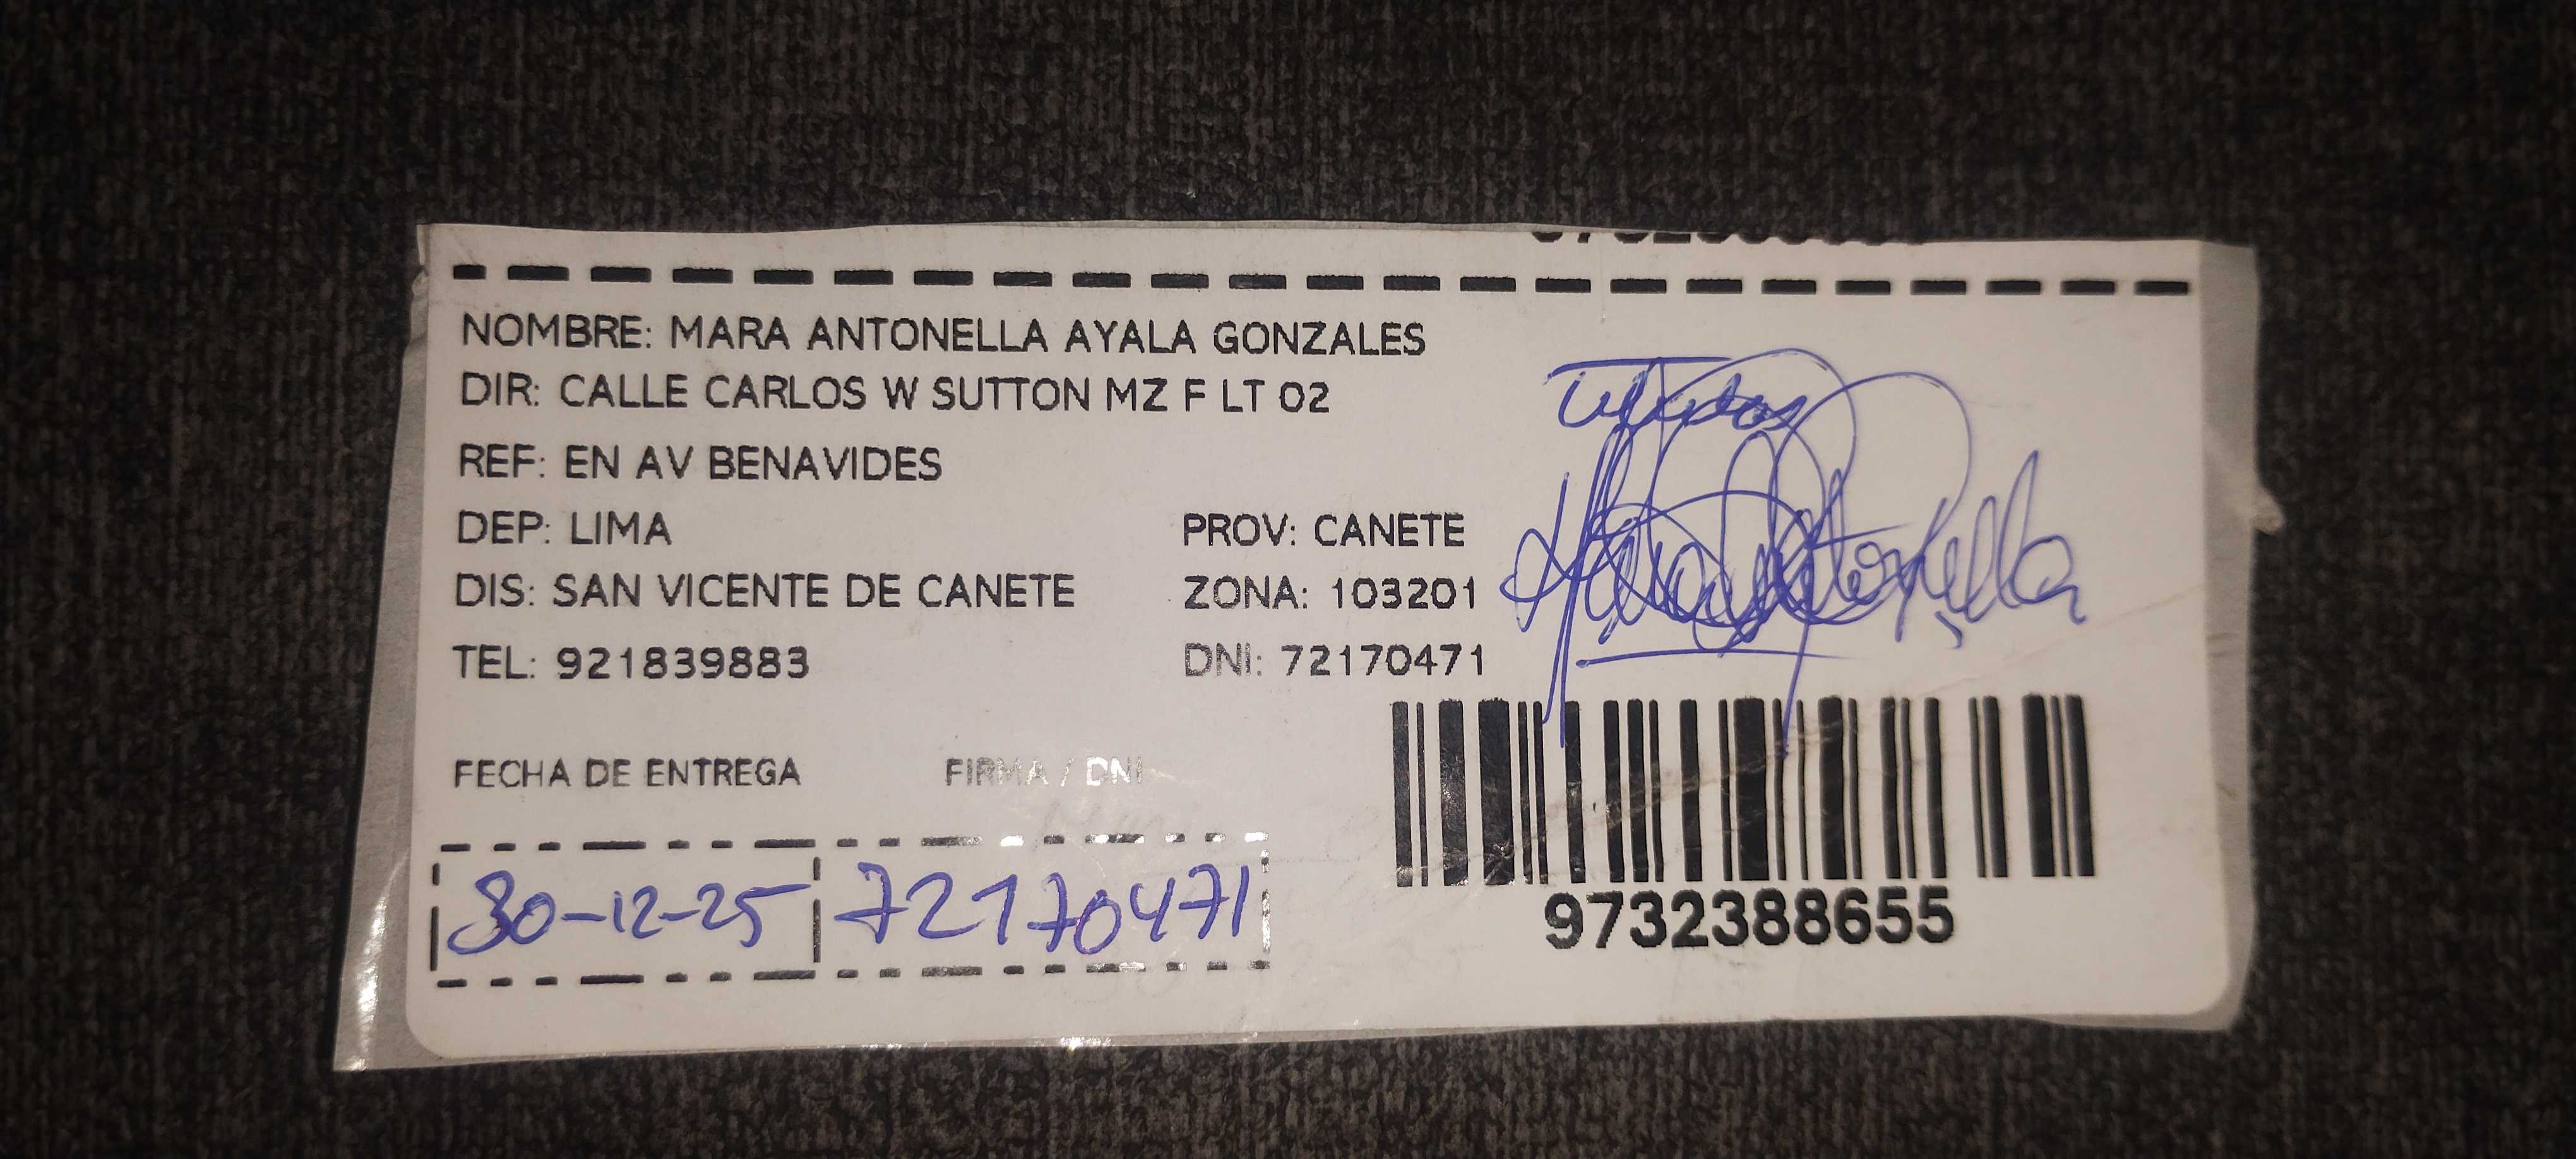 NOMBRE: MARA ANTONELLA AYALA GONZALES
DIR: CALLE CARLOS W SUTTON MZ F LT 02
REF: EN AV BENAVIDES
DEP: LIMA PROV: CANETE
DIS: SAN VICENTE DE CANETE ZONA: 103201
TEL: 921839883 DNI: 72170471
FECHA DE ENTREGA FIRMA / DNI
30-12-25 72170471
9732388655